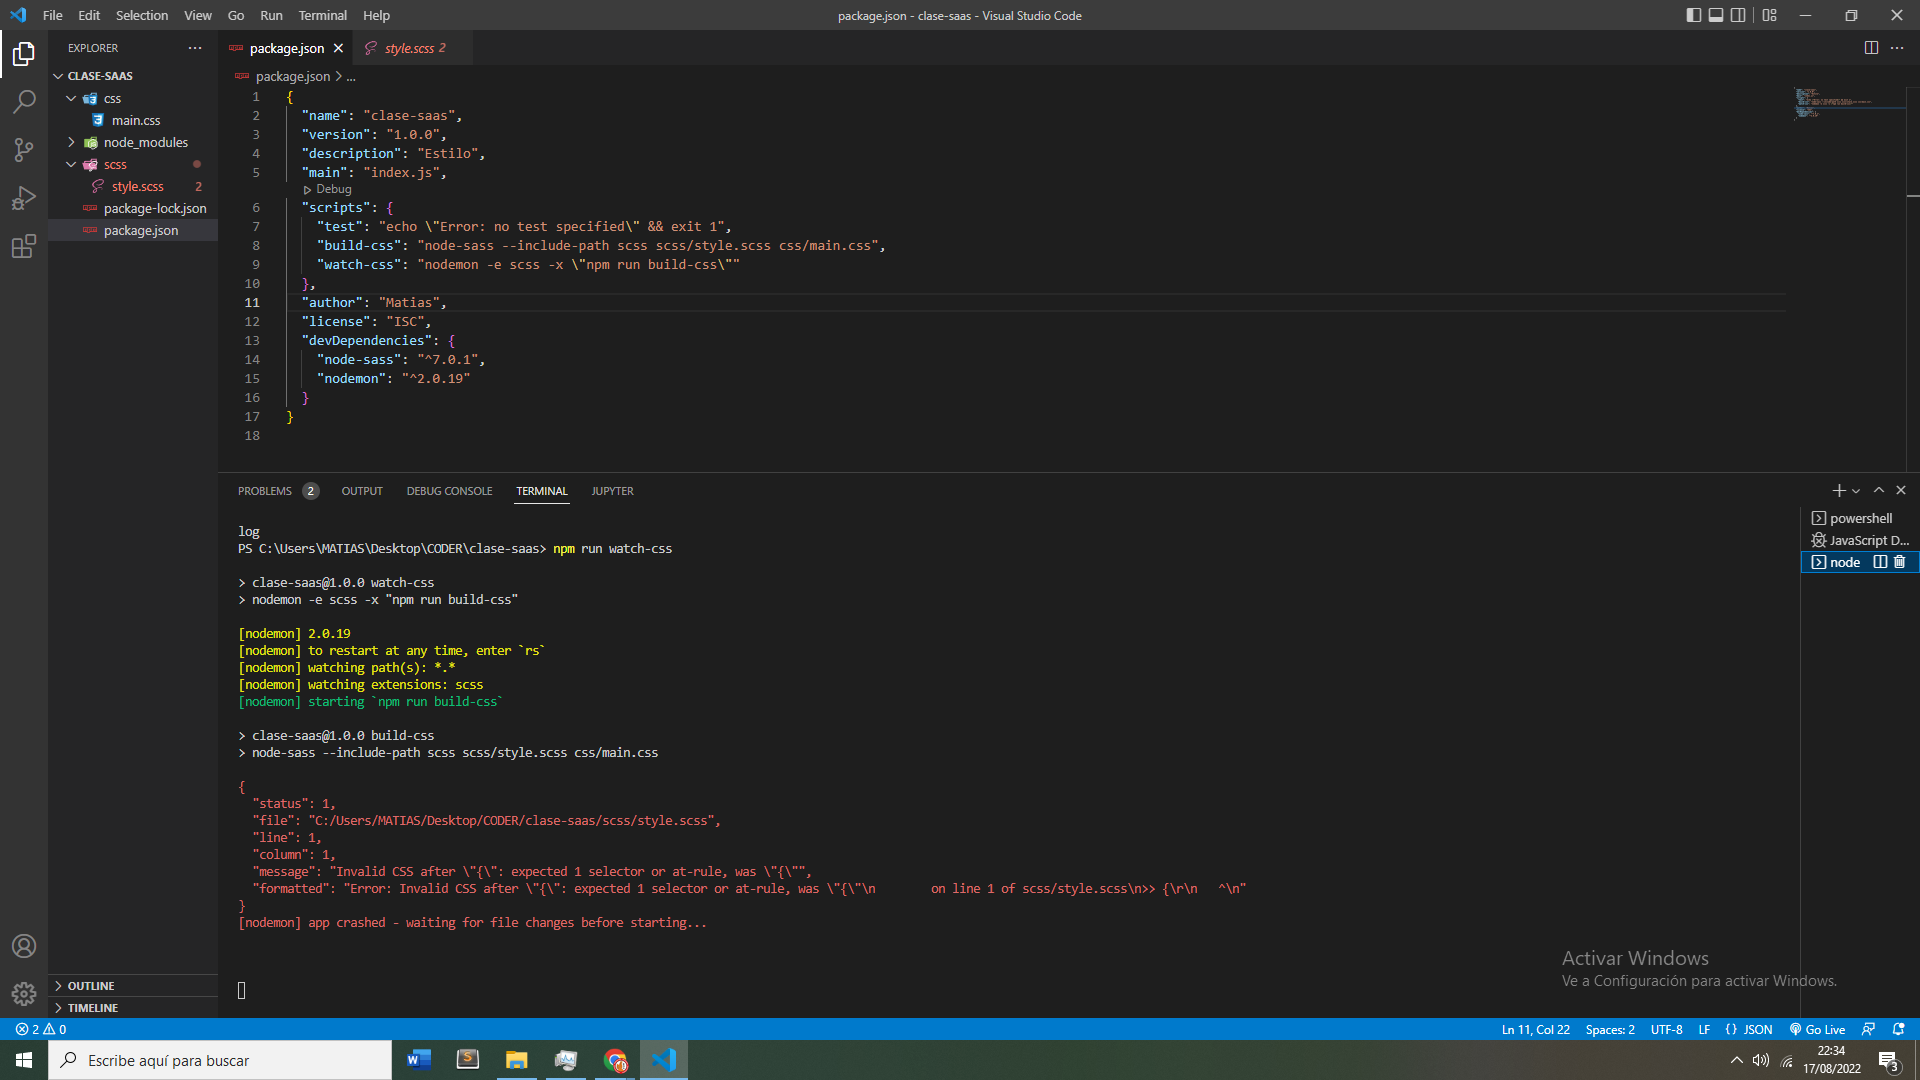 File Edit Selection View Go Run Terminal Help
package.json - clase-saas - Visual Studio Code
EXPLORER
CLASE-SAAS
css
main.css
node_modules
scss
style.scss 2
package-lock.json
package.json
OUTLINE
TIMELINE
package.json style.scss 2
package.json > ...
1 {
2 "name": "clase-saas",
3 "version": "1.0.0",
4 "description": "Estilo",
5 "main": "index.js",
Debug
6 "scripts": {
7 "test": "echo \"Error: no test specified\" && exit 1",
8 "build-css": "node-sass --include-path scss scss/style.scss css/main.css",
9 "watch-css": "nodemon -e scss -x \"npm run build-css\""
10 },
11 "author": "Matias",
12 "license": "ISC",
13 "devDependencies": {
14 "node-sass": "^7.0.1",
15 "nodemon": "^2.0.19"
16 }
17 }
18
PROBLEMS 2 OUTPUT DEBUG CONSOLE TERMINAL JUPYTER
log
PS C:\Users\MATIAS\Desktop\CODER\clase-saas> npm run watch-css
> clase-saas@1.0.0 watch-css
> nodemon -e scss -x "npm run build-css"
[nodemon] 2.0.19
[nodemon] to restart at any time, enter `rs`
[nodemon] watching path(s): *.*
[nodemon] watching extensions: scss
[nodemon] starting `npm run build-css`
> clase-saas@1.0.0 build-css
> node-sass --include-path scss scss/style.scss css/main.css
{
"status": 1,
"file": "C:/Users/MATIAS/Desktop/CODER/clase-saas/scss/style.scss",
"line": 1,
"column": 1,
"message": "Invalid CSS after \"{\": expected 1 selector or at-rule, was \"{\"",
"formatted": "Error: Invalid CSS after \"{\": expected 1 selector or at-rule, was \"{\"\n        on line 1 of scss/style.scss\n>> {\r\n   ^\n"
}
[nodemon] app crashed - waiting for file changes before starting...
powershell
JavaScript D...
node
Activar Windows
Ve a Configuración para activar Windows.
2 0
Ln 11, Col 22 Spaces: 2 UTF-8 LF {} JSON Go Live
Escribe aquí para buscar
22:34
17/08/2022
3